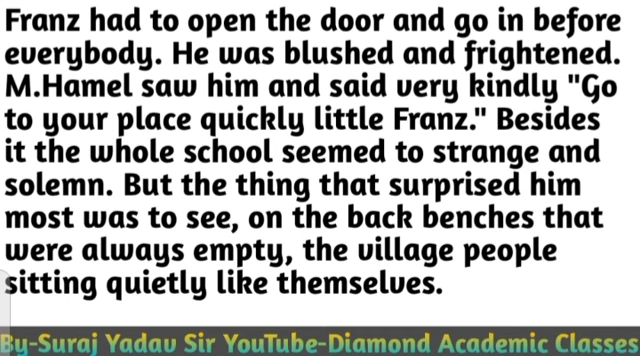 Franz had to open the door and go in before
everybody. He was blushed and frightened.
M.Hamel saw him and said very kindly "Go
to your place quickly little Franz." Besides
it the whole school seemed to strange and
solemn. But the thing that surprised him
most was to see, on the back benches that
were always empty, the village people
sitting quietly like themselves.
By-Suraj Yadav Sir YouTube-Diamond Academic Classes